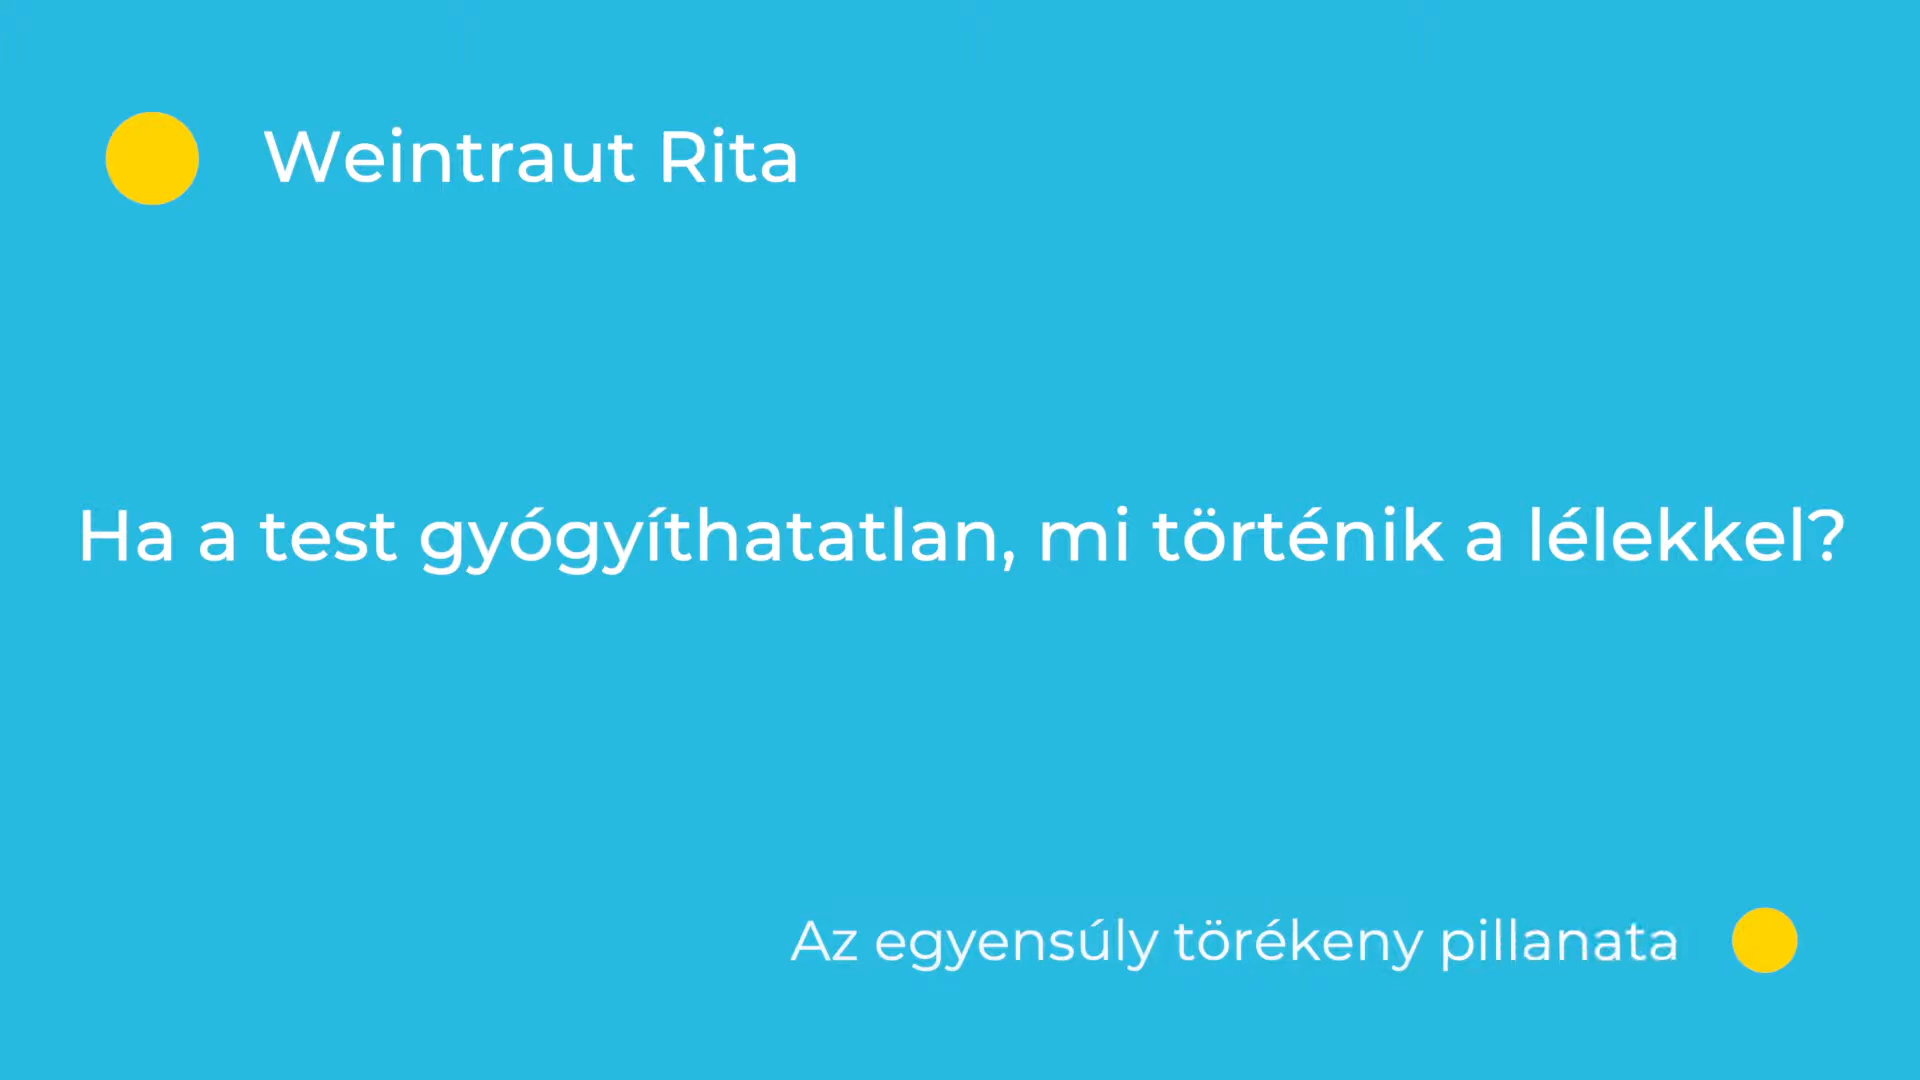 Weintraut Rita
Ha a test gyógyíthatatlan, mi történik a lélekkel?
Az egyensúly törékeny pillanata